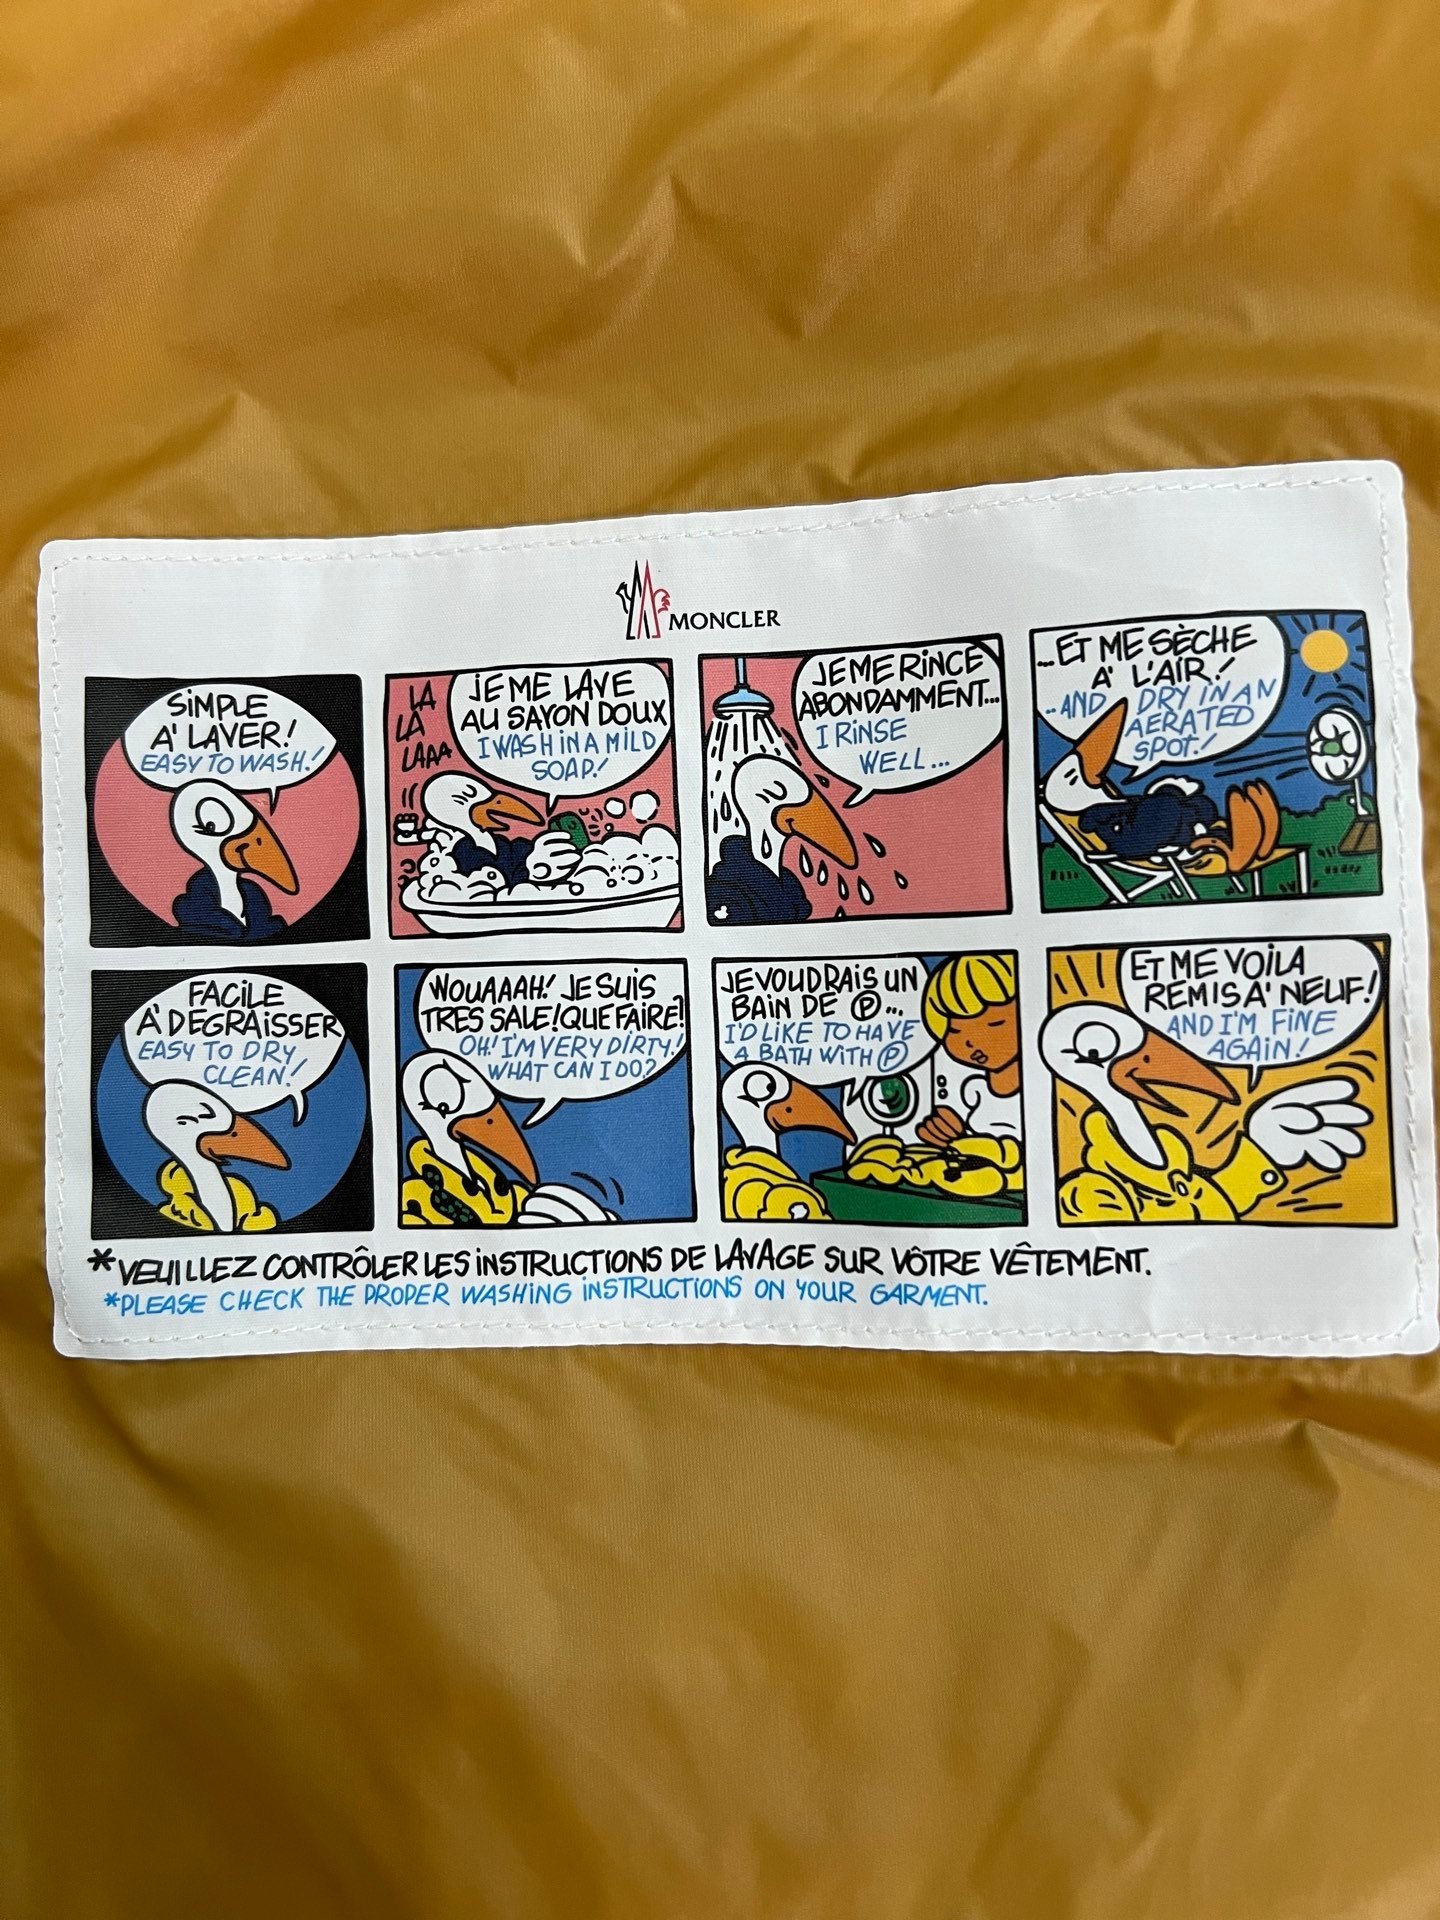 MONCLER
SIMPLE
A' LAVER!
EASY TO WASH!
LA
LA
LAAA
JE ME LAVE
AU SAVON DOUX
I WASH IN A MILD
SOAP!
JE ME RINCE
ABONDAMMENT...
I RINSE
WELL...
...ET ME SÈCHE
A' L'AIR!
..AND DRY IN AN
AERATED
SPOT!
FACILE
A' DEGRAISSER
EASY TO DRY
CLEAN!
WOUAAAH! JE SUIS
TRES SALE! QUE FAIRE?
OH! I'M VERY DIRTY!
WHAT CAN I DO?
JE VOUDRAIS UN
BAIN DE Ⓟ...
I'D LIKE TO HAVE
A BATH WITH Ⓟ
ET ME VOILA
REMIS A' NEUF!
AND I'M FINE
AGAIN!
*VEUILLEZ CONTRÔLER LES INSTRUCTIONS DE LAVAGE SUR VÔTRE VÊTEMENT.
*PLEASE CHECK THE PROPER WASHING INSTRUCTIONS ON YOUR GARMENT.